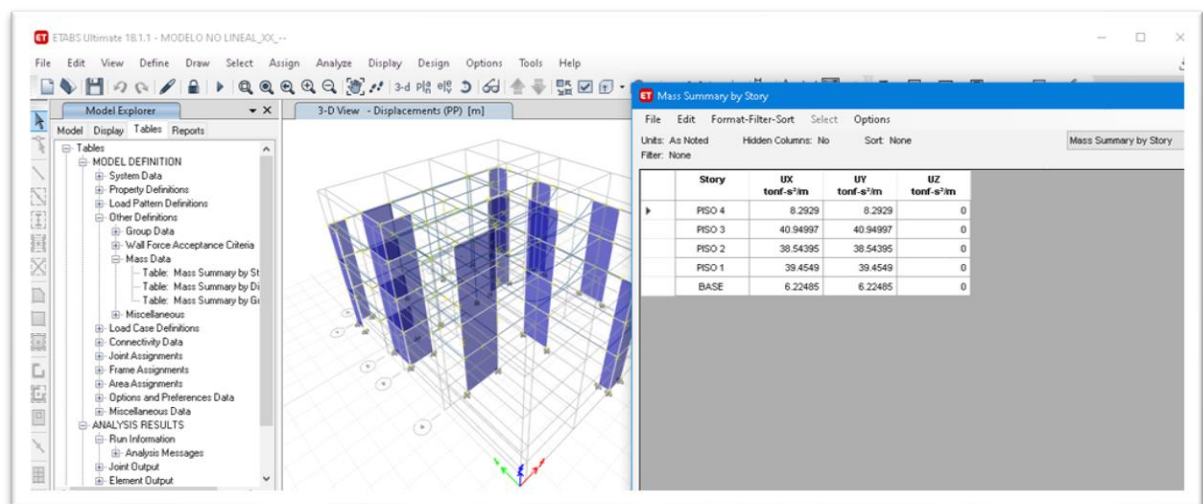 ETABS Ultimate 18.1.1 - MODELO NO LINEAL_XX_--
File Edit View Define Draw Select Assign Analyze Display Design Options Tools Help
3-d
Model Explorer
Model Display Tables Reports
Tables
MODEL DEFINITION
System Data
Property Definitions
Load Pattern Definitions
Other Definitions
Group Data
Wall Force Acceptance Criteria
Mass Data
Table: Mass Summary by St
Table: Mass Summary by Di
Table: Mass Summary by Gr
Miscellaneous
Load Case Definitions
Connectivity Data
Joint Assignments
Frame Assignments
Area Assignments
Options and Preferences Data
Miscellaneous Data
ANALYSIS RESULTS
Run Information
Analysis Messages
Joint Output
Element Output
3-D View - Displacements (PP) [m]
Mass Summary by Story
File Edit Format-Filter-Sort Select Options
Units: As Noted Hidden Columns: No Sort: None Mass Summary by Story
Filter: None
Story UX tonf-s²/m UY tonf-s²/m UZ tonf-s²/m
PISO 4 8.2929 8.2929 0
PISO 3 40.94997 40.94997 0
PISO 2 38.54395 38.54395 0
PISO 1 39.4549 39.4549 0
BASE 6.22485 6.22485 0